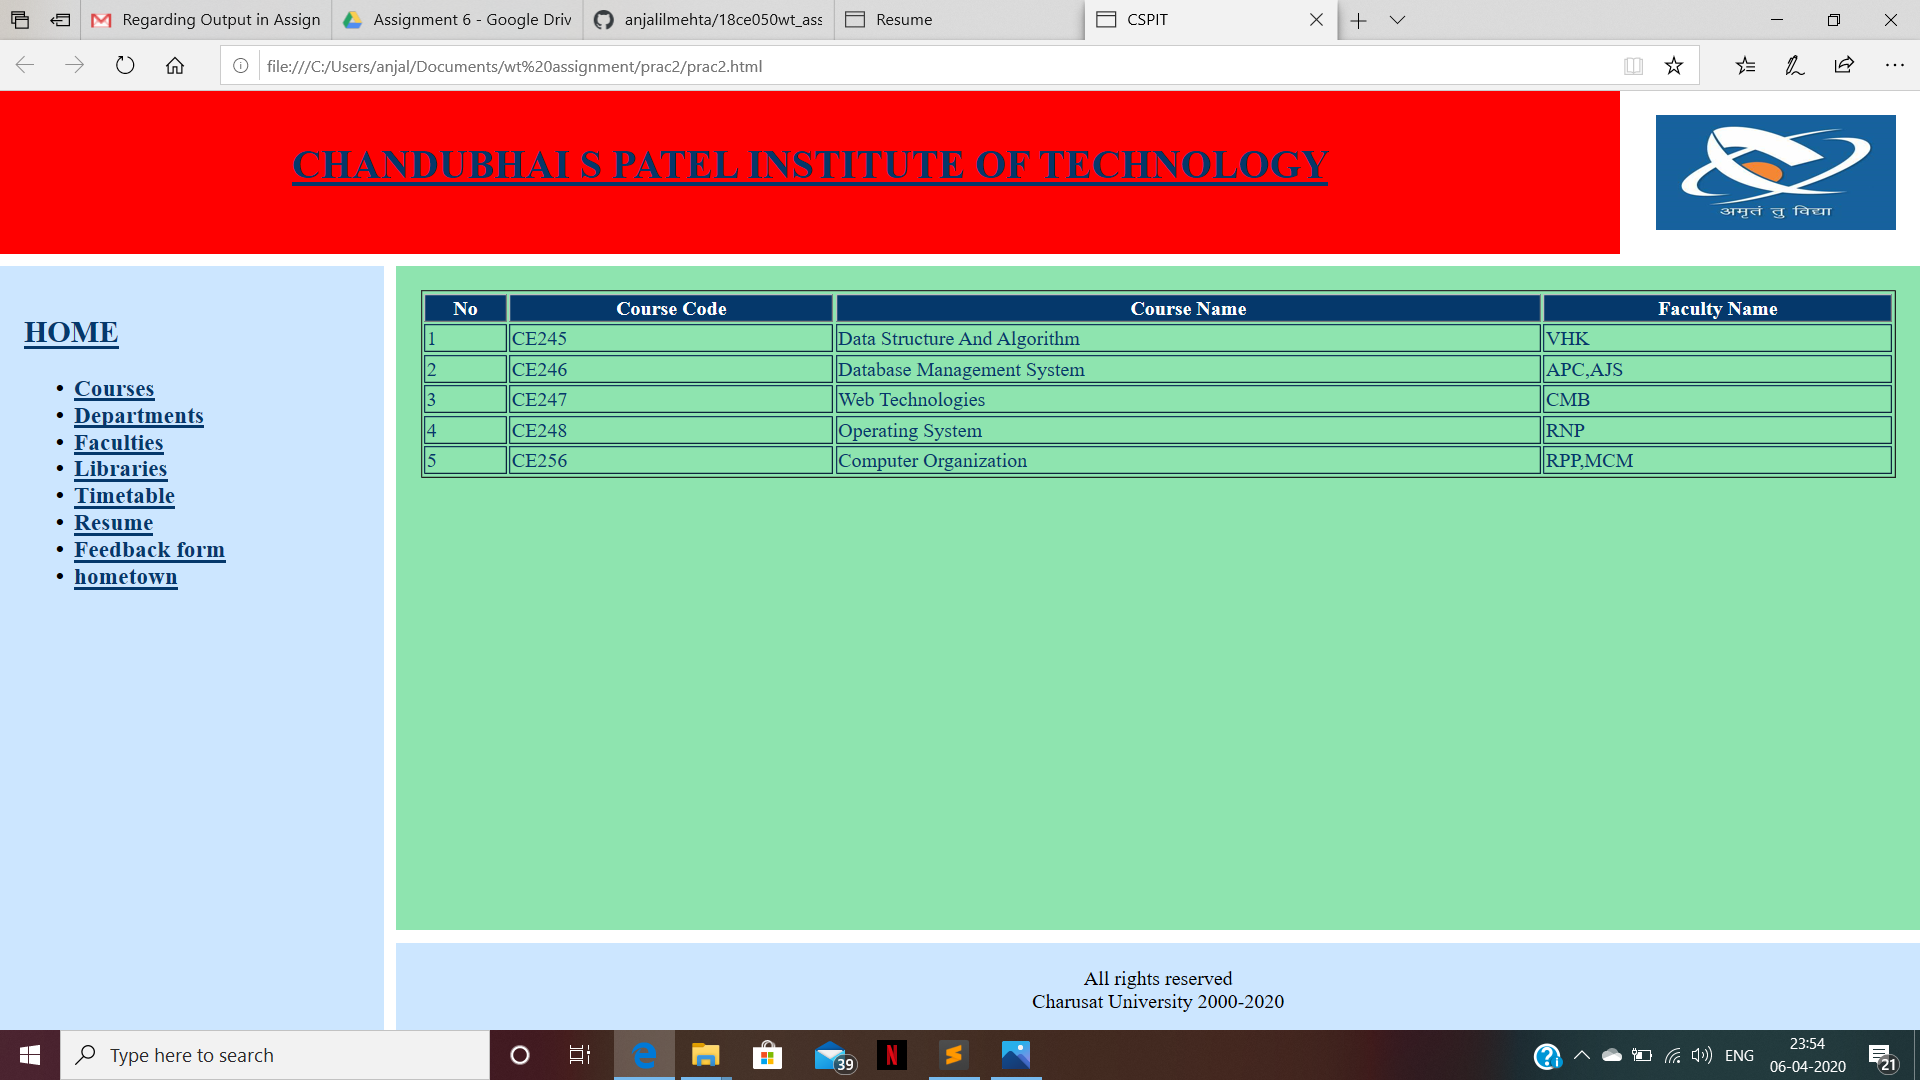 Regarding Output in Assign
Assignment 6 - Google Driv
anjalilmehta/18ce050wt_ass
Resume
CSPIT
file:///C:/Users/anjal/Documents/wt%20assignment/prac2/prac2.html
CHANDUBHAI S PATEL INSTITUTE OF TECHNOLOGY
अमृतं तु विद्या
HOME
• Courses
• Departments
• Faculties
• Libraries
• Timetable
• Resume
• Feedback form
• hometown
No Course Code Course Name Faculty Name
1 CE245 Data Structure And Algorithm VHK
2 CE246 Database Management System APC,AJS
3 CE247 Web Technologies CMB
4 CE248 Operating System RNP
5 CE256 Computer Organization RPP,MCM
All rights reserved
Charusat University 2000-2020
Type here to search
39
N
ENG
23:54
06-04-2020
21